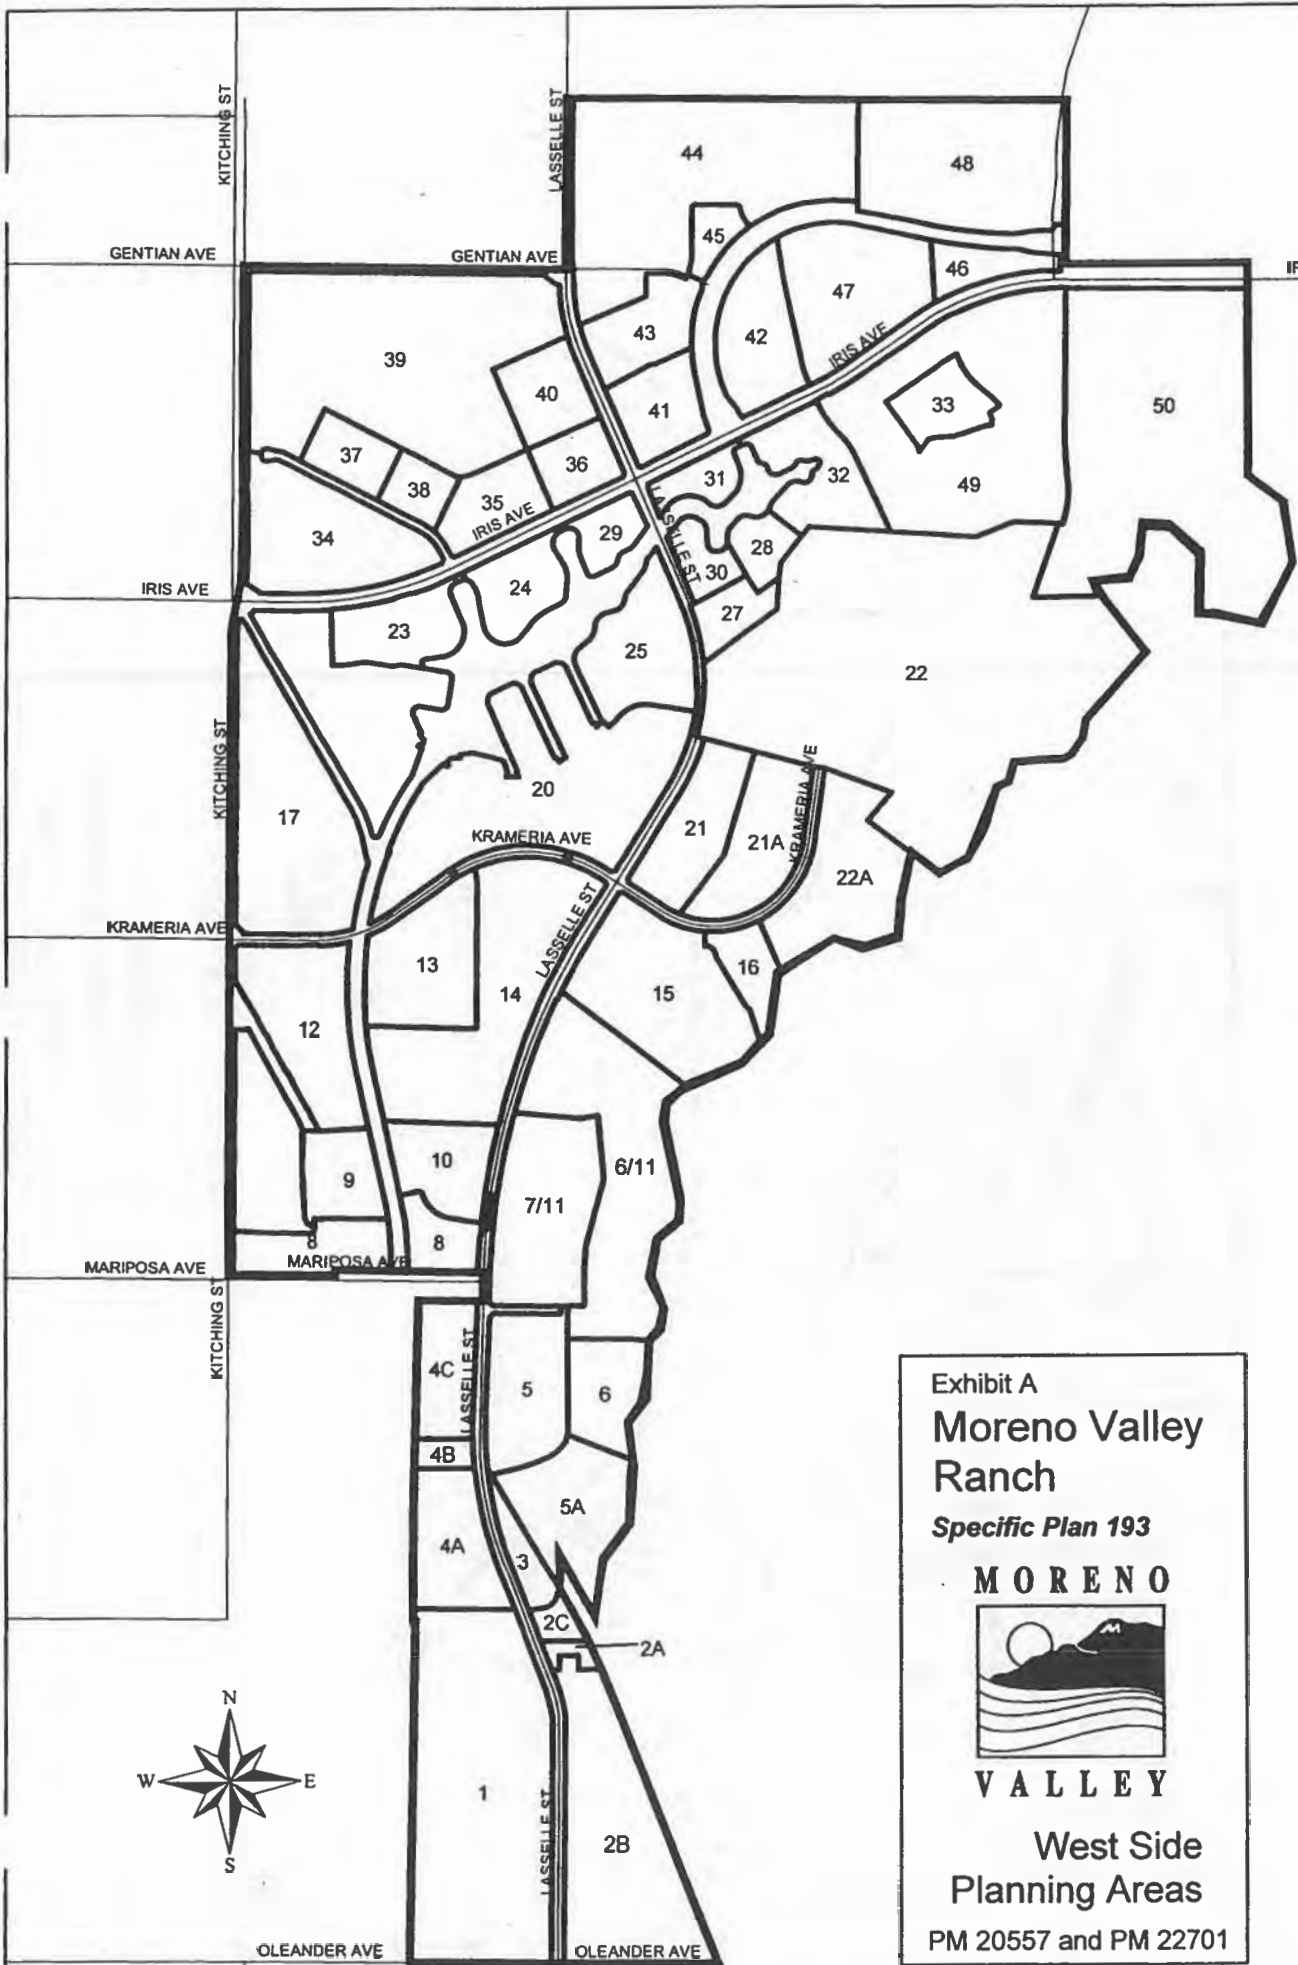 KITCHING ST
LASSELLE ST
44
48
45
GENTIAN AVE
GENTIAN AVE
46
IR
47
43
42
IRIS AVE
39
40
41
33
50
37
36
38
35
31
32
49
IRIS AVE
LASSELLE ST
34
29
28
30
IRIS AVE
24
27
23
25
22
KITCHING ST
KRAMERIA AVE
20
17
KRAMERIA AVE
21
21A
22A
LASSELLE ST
KRAMERIA AVE
13
16
14
15
12
10
6/11
9
7/11
8
8
MARIPOSA AVE
MARIPOSA AVE
KITCHING ST
LASSELLE ST
4C
5
6
4B
5A
4A
3
2C
2A
1
LASSELLE ST
2B
OLEANDER AVE
OLEANDER AVE
N
W
E
S
Exhibit A
Moreno Valley
Ranch
Specific Plan 193
MORENO
M
VALLEY
West Side
Planning Areas
PM 20557 and PM 22701